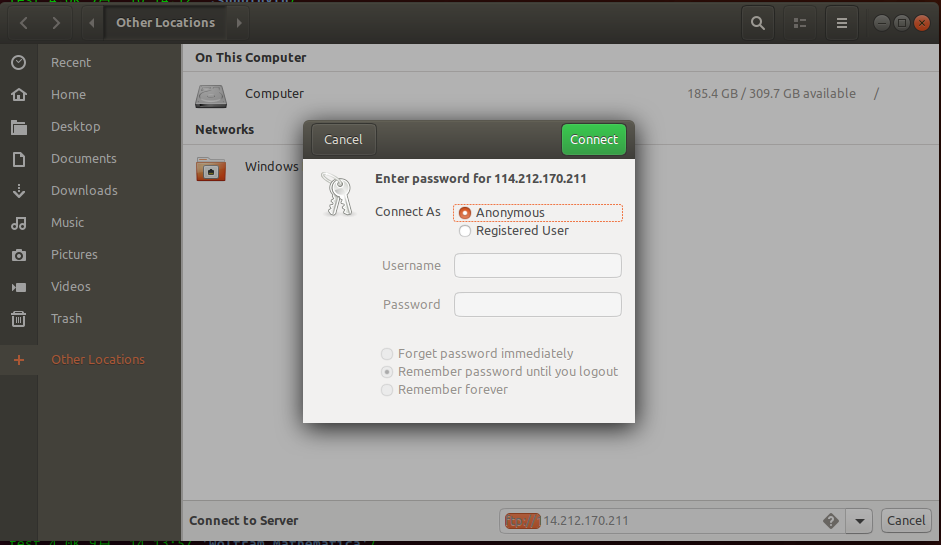 Other Locations
Recent
Home
Desktop
Documents
Downloads
Music
Pictures
Videos
Trash
Other Locations
On This Computer
Computer
185.4 GB / 309.7 GB available
/
Networks
Windows
Cancel
Connect
Enter password for 114.212.170.211
Connect As
Anonymous
Registered User
Username
Password
Forget password immediately
Remember password until you logout
Remember forever
Connect to Server
14.212.170.211
Cancel